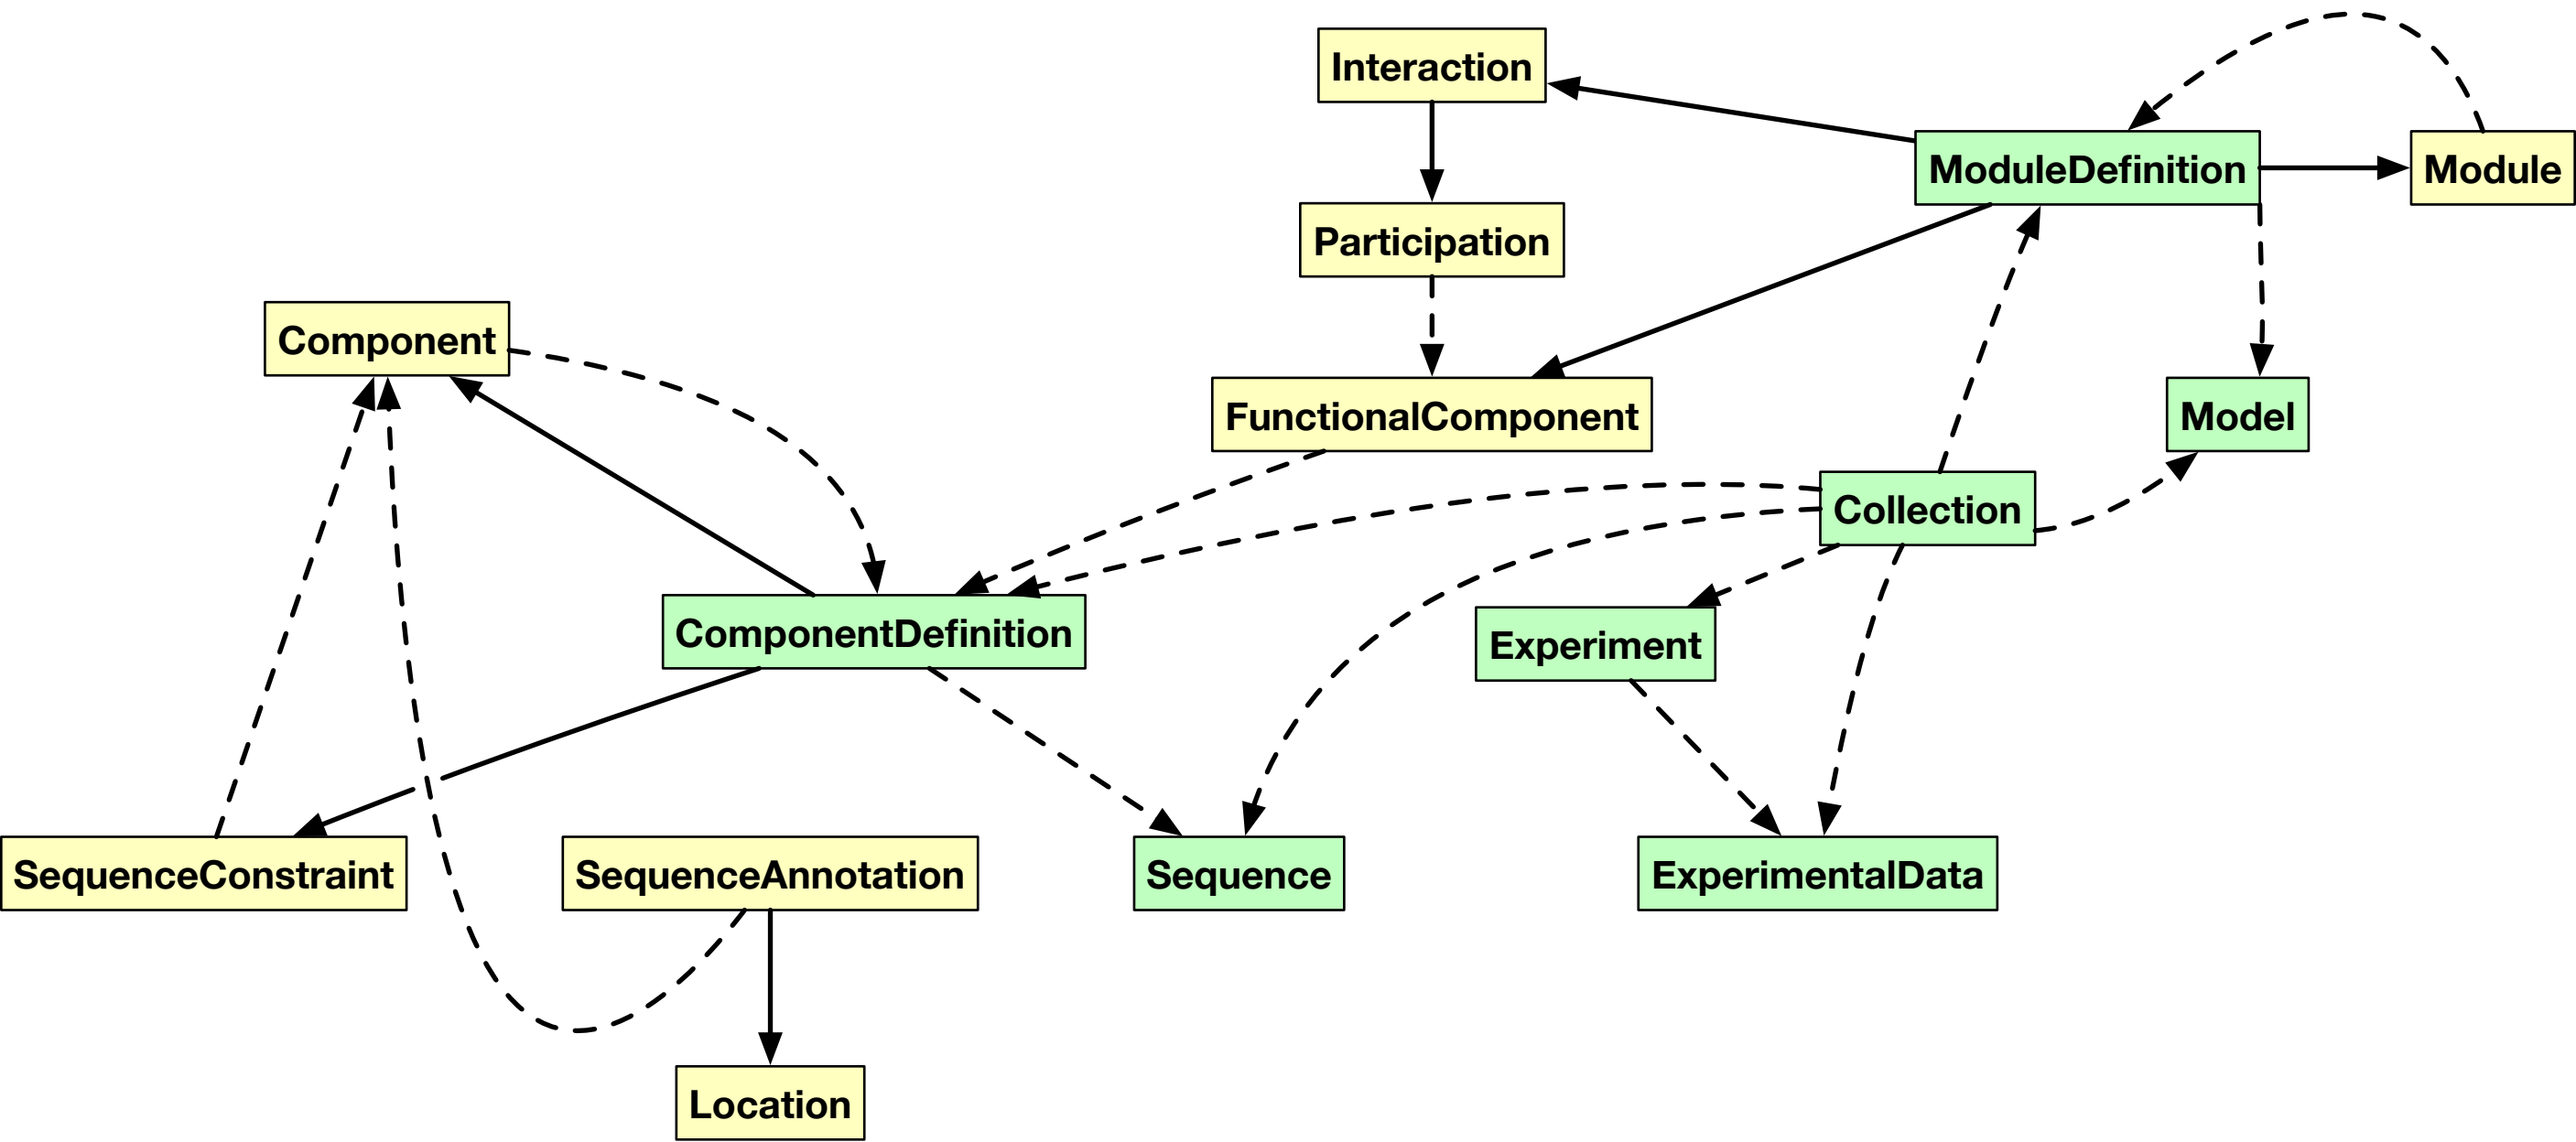 Interaction
ModuleDefinition
Module
Participation
Component
FunctionalComponent
Model
Collection
ComponentDefinition
Experiment
SequenceConstraint
SequenceAnnotation
Sequence
ExperimentalData
Location